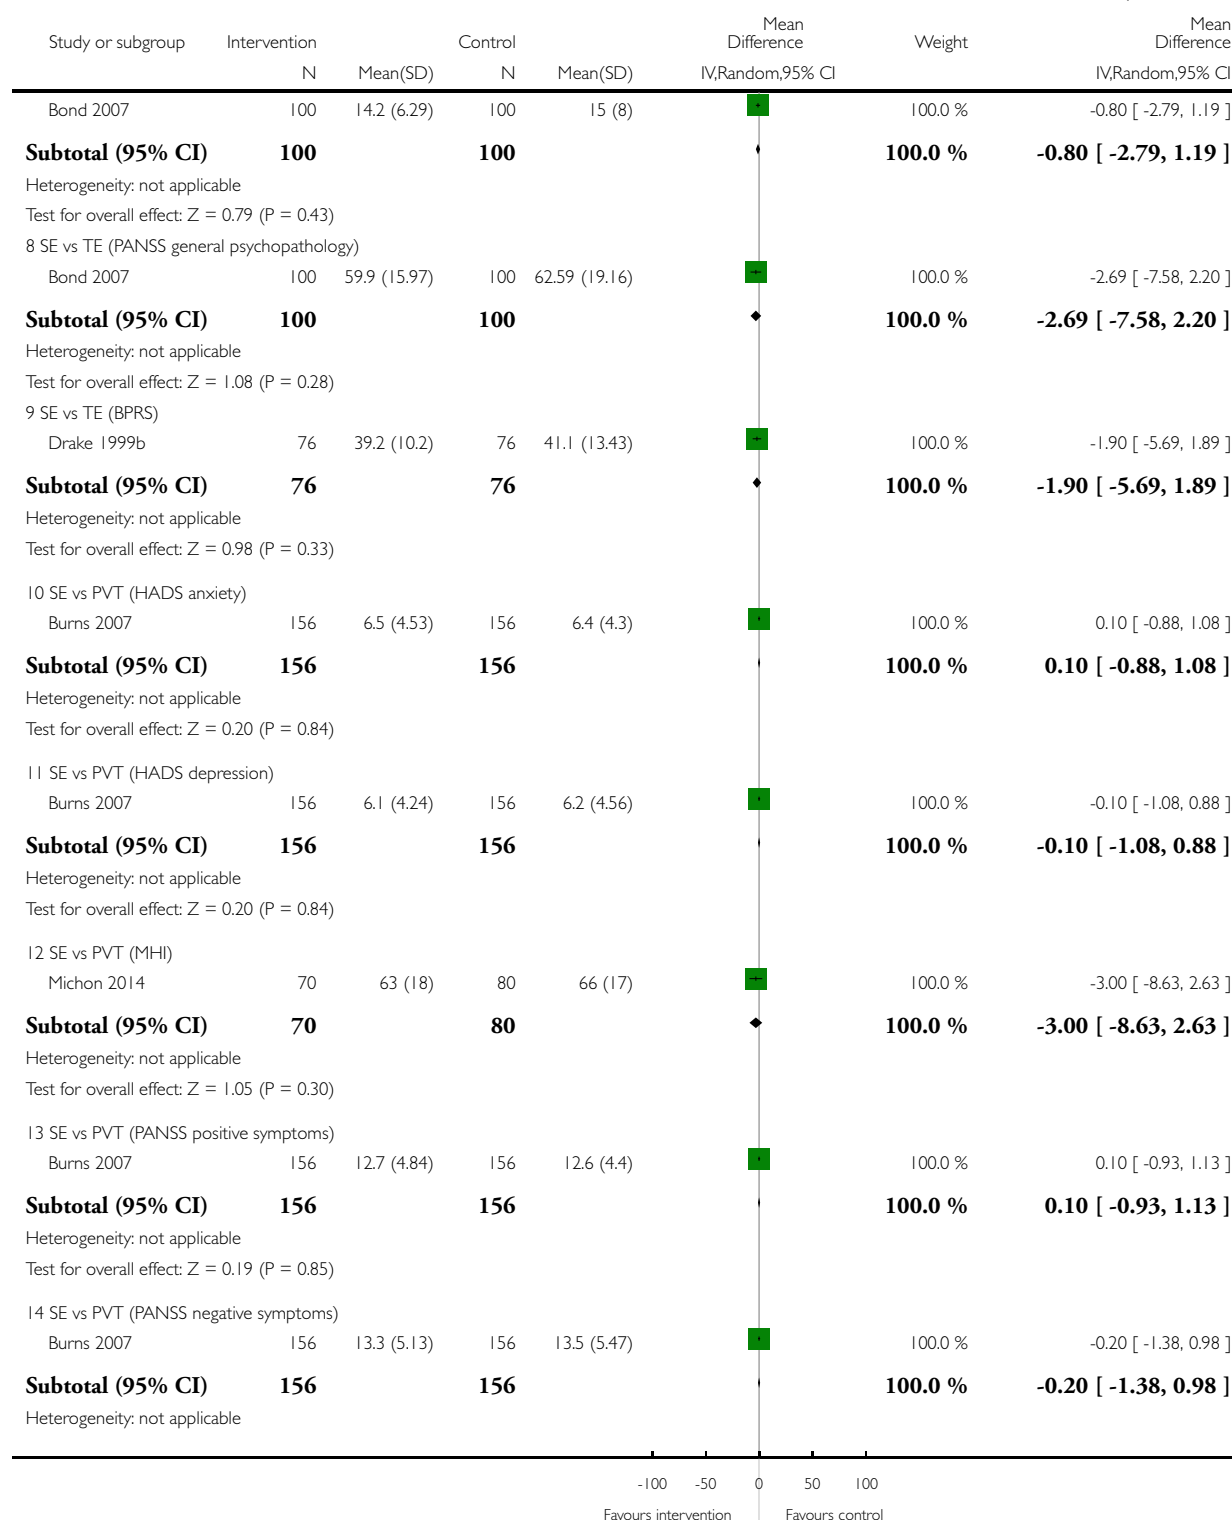 Study or subgroup Intervention Control Mean Difference Weight Mean Difference
N Mean(SD) N Mean(SD) IV,Random,95% CI IV,Random,95% CI
Bond 2007 100 14.2 (6.29) 100 15 (8) 100.0 % -0.80 [ -2.79, 1.19 ]
Subtotal (95% CI) 100 100 100.0 % -0.80 [ -2.79, 1.19 ]
Heterogeneity: not applicable
Test for overall effect: Z = 0.79 (P = 0.43)
8 SE vs TE (PANSS general psychopathology)
Bond 2007 100 59.9 (15.97) 100 62.59 (19.16) 100.0 % -2.69 [ -7.58, 2.20 ]
Subtotal (95% CI) 100 100 100.0 % -2.69 [ -7.58, 2.20 ]
Heterogeneity: not applicable
Test for overall effect: Z = 1.08 (P = 0.28)
9 SE vs TE (BPRS)
Drake 1999b 76 39.2 (10.2) 76 41.1 (13.43) 100.0 % -1.90 [ -5.69, 1.89 ]
Subtotal (95% CI) 76 76 100.0 % -1.90 [ -5.69, 1.89 ]
Heterogeneity: not applicable
Test for overall effect: Z = 0.98 (P = 0.33)
10 SE vs PVT (HADS anxiety)
Burns 2007 156 6.5 (4.53) 156 6.4 (4.3) 100.0 % 0.10 [ -0.88, 1.08 ]
Subtotal (95% CI) 156 156 100.0 % 0.10 [ -0.88, 1.08 ]
Heterogeneity: not applicable
Test for overall effect: Z = 0.20 (P = 0.84)
11 SE vs PVT (HADS depression)
Burns 2007 156 6.1 (4.24) 156 6.2 (4.56) 100.0 % -0.10 [ -1.08, 0.88 ]
Subtotal (95% CI) 156 156 100.0 % -0.10 [ -1.08, 0.88 ]
Heterogeneity: not applicable
Test for overall effect: Z = 0.20 (P = 0.84)
12 SE vs PVT (MHI)
Michon 2014 70 63 (18) 80 66 (17) 100.0 % -3.00 [ -8.63, 2.63 ]
Subtotal (95% CI) 70 80 100.0 % -3.00 [ -8.63, 2.63 ]
Heterogeneity: not applicable
Test for overall effect: Z = 1.05 (P = 0.30)
13 SE vs PVT (PANSS positive symptoms)
Burns 2007 156 12.7 (4.84) 156 12.6 (4.4) 100.0 % 0.10 [ -0.93, 1.13 ]
Subtotal (95% CI) 156 156 100.0 % 0.10 [ -0.93, 1.13 ]
Heterogeneity: not applicable
Test for overall effect: Z = 0.19 (P = 0.85)
14 SE vs PVT (PANSS negative symptoms)
Burns 2007 156 13.3 (5.13) 156 13.5 (5.47) 100.0 % -0.20 [ -1.38, 0.98 ]
Subtotal (95% CI) 156 156 100.0 % -0.20 [ -1.38, 0.98 ]
Heterogeneity: not applicable
-100 -50 0 50 100
Favours intervention Favours control